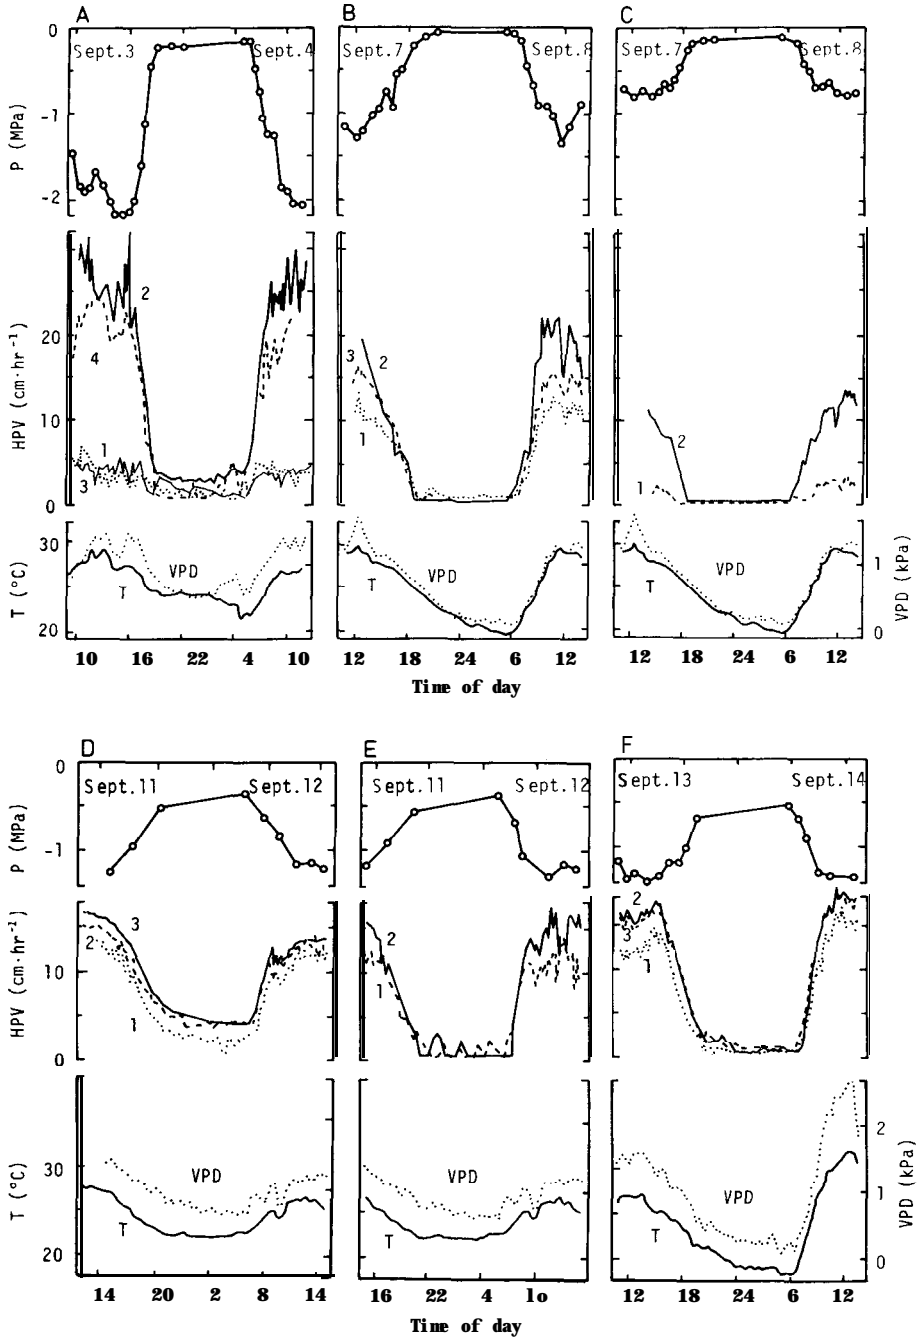 A B C
0
Sept.3 Sept.4 Sept.7 Sept.8 Sept.7 Sept.8
-1
P (MPa)
-2
2
20
4
3 2
HPV (cm·hr⁻¹)
10
1
1
2
3
1
0
30
VPD VPD VPD
1
T T T
T (°C)
VPD (kPa)
20
0
10 16 22 4 10 12 18 24 6 12 12 18 24 6 12
Time of day
D E F
0
Sept.11 Sept.12 Sept.11 Sept.12 Sept.13 Sept.14
P (MPa)
-1
3 2
2 2 3
HPV (cm·hr⁻¹)
10
1 1 1
0
2
30
VPD VPD VPD
T (°C)
1
VPD (kPa)
T T T
20
0
14 20 2 8 14 16 22 4 10 12 18 24 6 12
Time of day